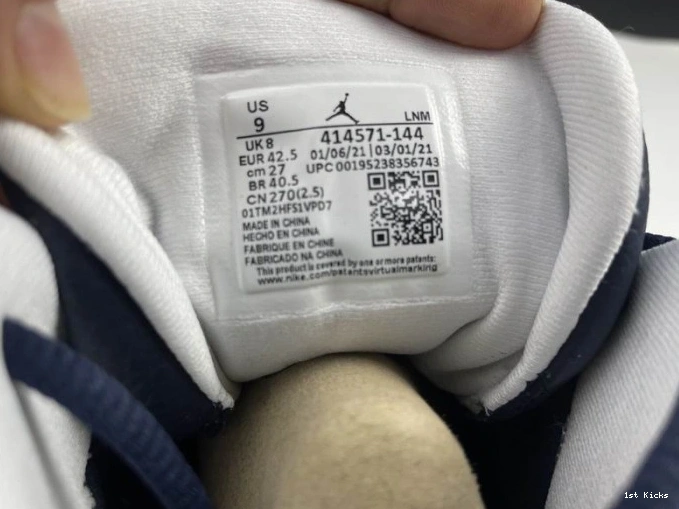 US
9
LNM
UK 8
414571-144
EUR 42.5
01/06/21 | 03/01/21
cm 27
UPC 00195238356743
BR 40.5
CN 270(2.5)
01TM2HFS1VPD7
MADE IN CHINA
HECHO EN CHINA
FABRIQUE EN CHINE
FABRICADO NA CHINA
This product is covered by one or more patents:
www.nike.com/patentsvirtualmarking
1st Kicks